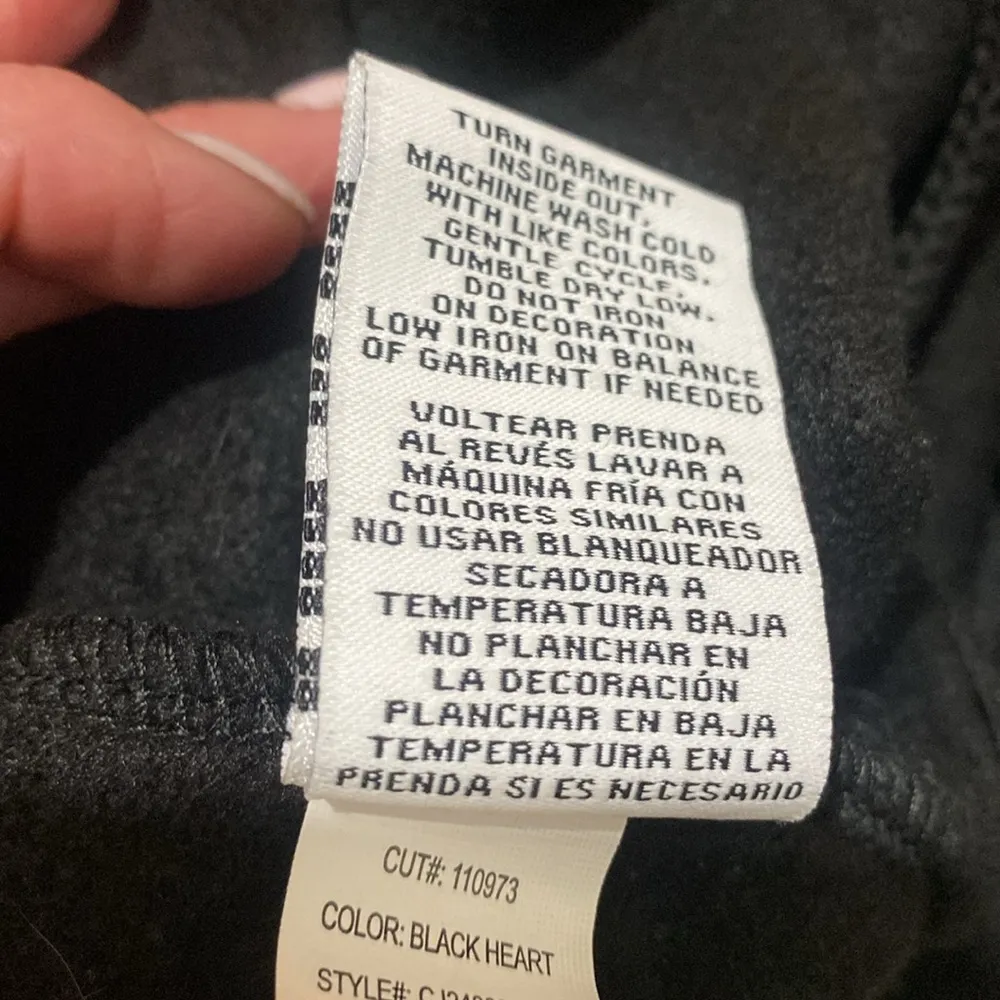 TURN GARMENT
INSIDE OUT.
MACHINE WASH COLD
WITH LIKE COLORS.
GENTLE CYCLE.
TUMBLE DRY LOW.
DO NOT IRON
ON DECORATION
LOW IRON ON BALANCE
OF GARMENT IF NEEDED
VOLTEAR PRENDA
AL REVÉS LAVAR A
MÁQUINA FRÍA CON
COLORES SIMILARES
NO USAR BLANQUEADOR
SECADORA A
TEMPERATURA BAJA
NO PLANCHAR EN
LA DECORACIÓN
PLANCHAR EN BAJA
TEMPERATURA EN LA
PRENDA SI ES NECESARIO
CUT#: 110973
COLOR: BLACK HEART
STYLE#: